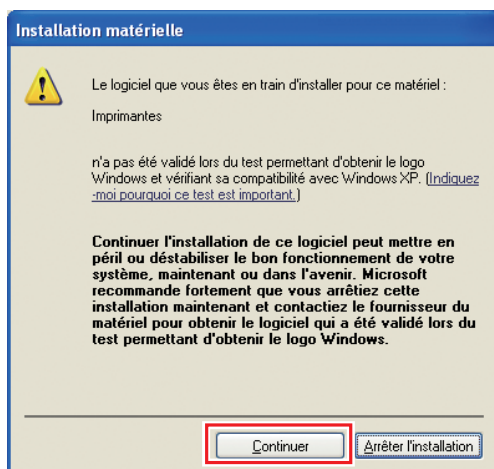 Installation matérielle
Le logiciel que vous êtes en train d'installer pour ce matériel :
Imprimantes
n'a pas été validé lors du test permettant d'obtenir le logo
Windows et vérifiant sa compatibilité avec Windows XP. (Indiquez
-moi pourquoi ce test est important.)
Continuer l'installation de ce logiciel peut mettre en
péril ou déstabiliser le bon fonctionnement de votre
système, maintenant ou dans l'avenir. Microsoft
recommande fortement que vous arrêtiez cette
installation maintenant et contactiez le fournisseur du
matériel pour obtenir le logiciel qui a été validé lors du
test permettant d'obtenir le logo Windows.
Continuer
Arrêter l'installation